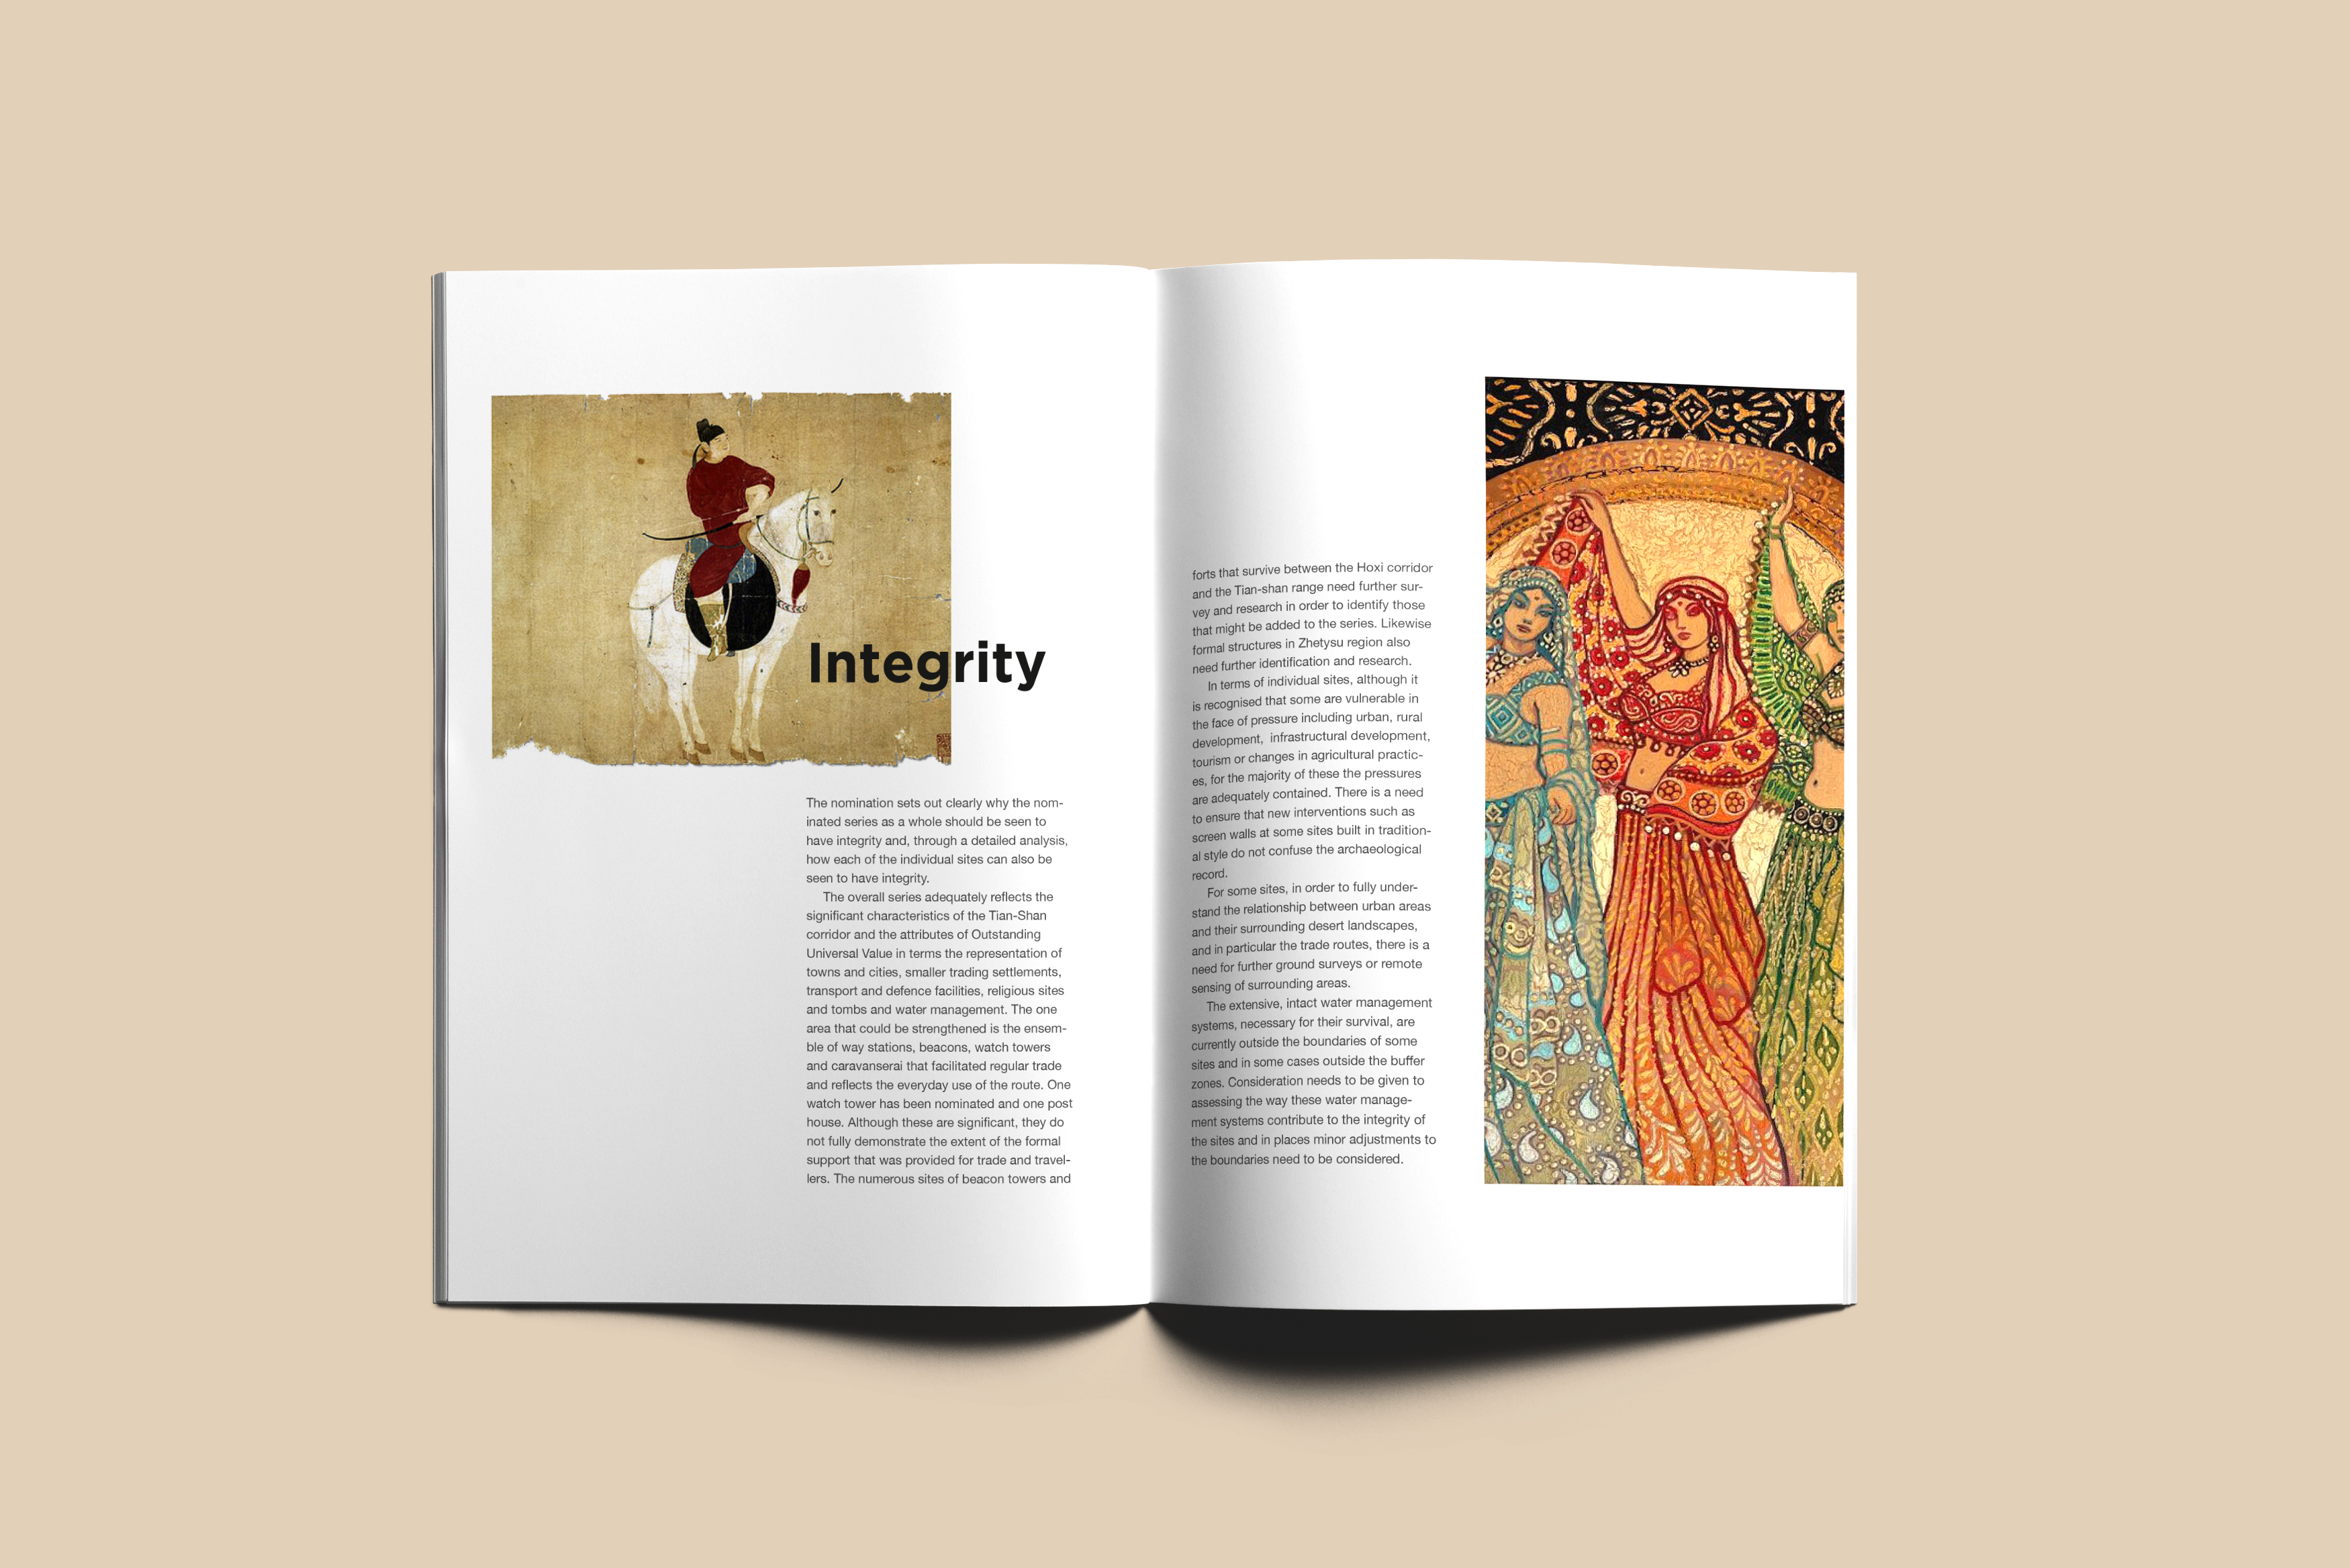 Integrity
The nomination sets out clearly why the nom-
inated series as a whole should be seen to
have integrity and, through a detailed analysis,
how each of the individual sites can also be
seen to have integrity.
The overall series adequately reflects the
significant characteristics of the Tian-Shan
corridor and the attributes of Outstanding
Universal Value in terms the representation of
towns and cities, smaller trading settlements,
transport and defence facilities, religious sites
and tombs and water management. The one
area that could be strengthened is the ensem-
ble of way stations, beacons, watch towers
and caravanserai that facilitated regular trade
and reflects the everyday use of the route. One
watch tower has been nominated and one post
house. Although these are significant, they do
not fully demonstrate the extent of the formal
support that was provided for trade and travel-
lers. The numerous sites of beacon towers and
forts that survive between the Hoxi corridor
and the Tian-shan range need further sur-
vey and research in order to identify those
that might be added to the series. Likewise
formal structures in Zhetysu region also
need further identification and research.
In terms of individual sites, although it
is recognised that some are vulnerable in
the face of pressure including urban, rural
development, infrastructural development,
tourism or changes in agricultural practic-
es, for the majority of these the pressures
are adequately contained. There is a need
to ensure that new interventions such as
screen walls at some sites built in tradition-
al style do not confuse the archaeological
record.
For some sites, in order to fully under-
stand the relationship between urban areas
and their surrounding desert landscapes,
and in particular the trade routes, there is a
need for further ground surveys or remote
sensing of surrounding areas.
The extensive, intact water management
systems, necessary for their survival, are
currently outside the boundaries of some
sites and in some cases outside the buffer
zones. Consideration needs to be given to
assessing the way these water manage-
ment systems contribute to the integrity of
the sites and in places minor adjustments to
the boundaries need to be considered.